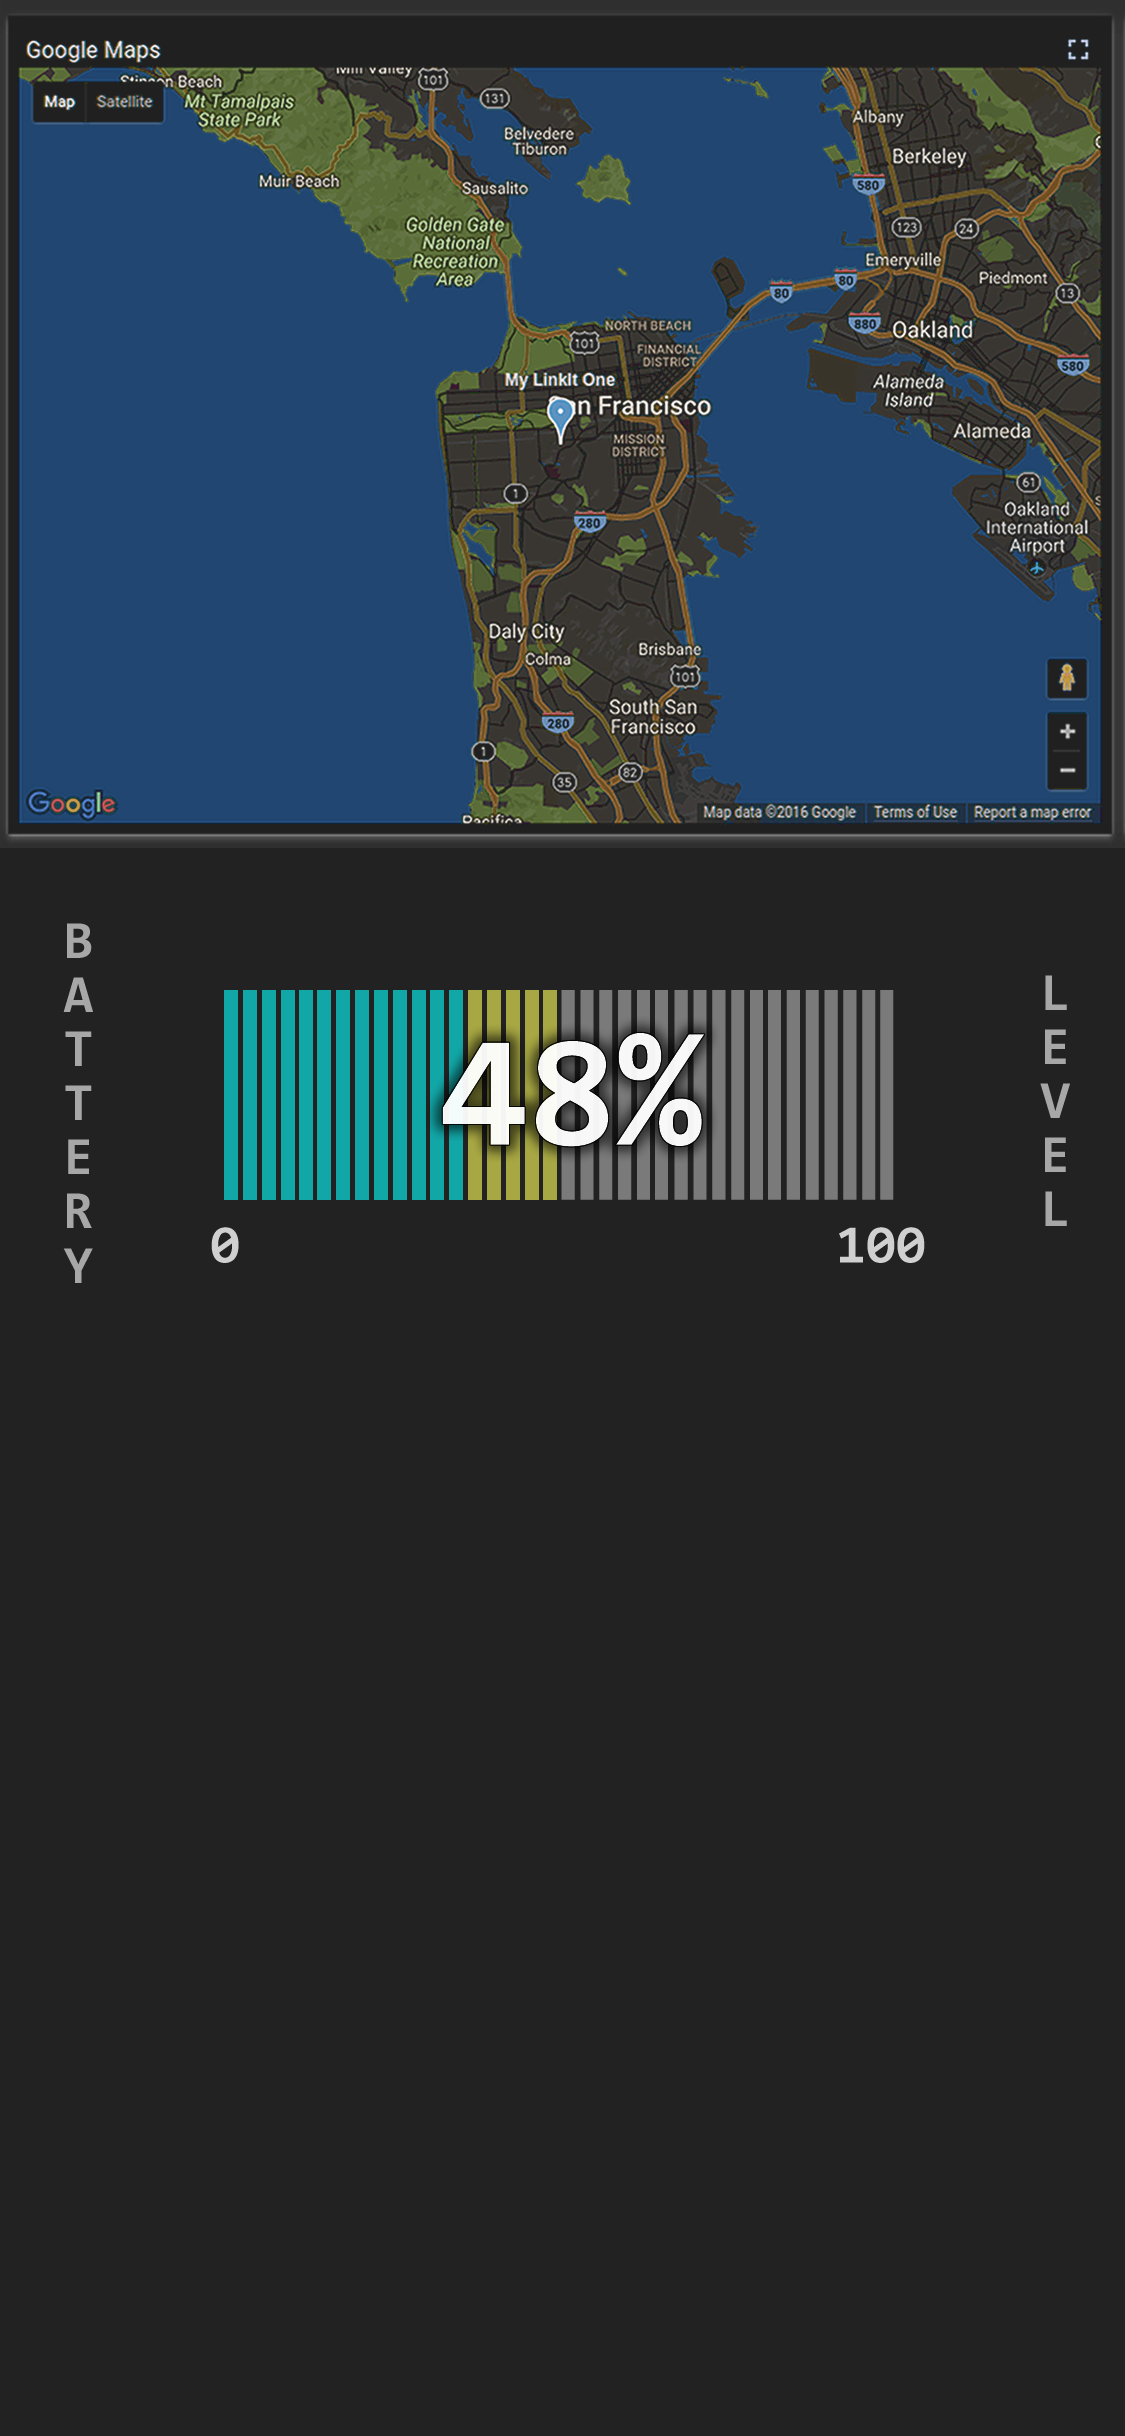 Google Maps
Map
Satellite
Stinson Beach
Mill Valley
101
131
Mt Tamalpais
State Park
Belvedere
Tiburon
Albany
Berkeley
Muir Beach
Sausalito
580
Golden Gate
National
Recreation
Area
123
24
Emeryville
Piedmont
80
80
13
NORTH BEACH
880
Oakland
101
FINANCIAL
DISTRICT
580
My LinkIt One
Alameda
Island
San Francisco
MISSION
DISTRICT
Alameda
1
61
280
Oakland
International
Airport
Daly City
Colma
Brisbane
101
280
South San
Francisco
1
35
82
+
−
Google
Pacifica
Map data ©2016 Google
Terms of Use
Report a map error
BATTERY
48%
LEVEL
0
100